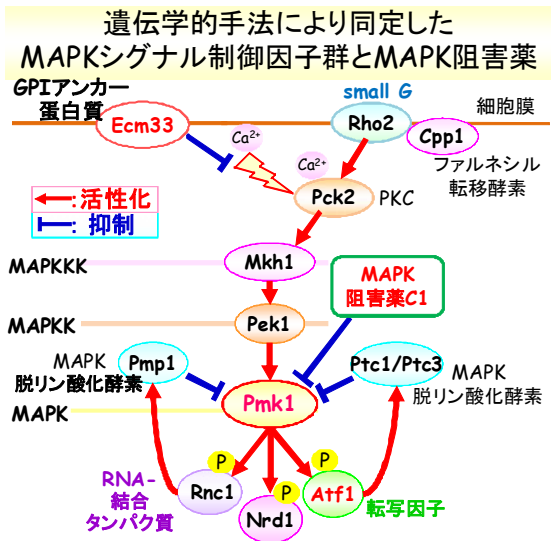 遺伝学的手法により同定した
MAPKシグナル制御因子群とMAPK阻害薬
GPIアンカー
蛋白質
small G
細胞膜
Ecm33
Rho2
Cpp1
Ca²⁺
Ca²⁺
ファルネシル
転移酵素
Pck2
PKC
:活性化
: 抑制
MAPKKK
Mkh1
MAPK
阻害薬C1
MAPKK
Pek1
MAPK
脱リン酸化酵素
Pmp1
Ptc1/Ptc3
MAPK
脱リン酸化酵素
MAPK
Pmk1
P
P
P
RNA-
結合
タンパク質
Rnc1
Nrd1
Atf1
転写因子